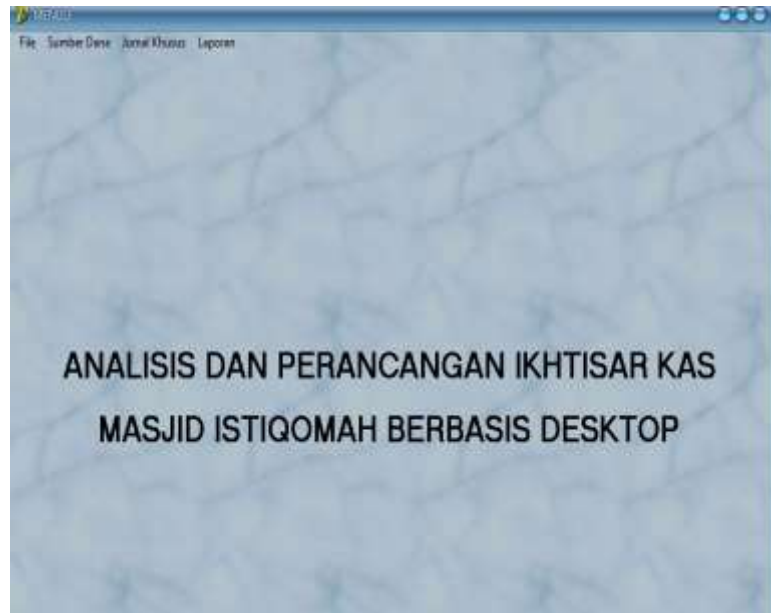 File Sumber Dana Jurnal Khusus Laporan
ANALISIS DAN PERANCANGAN IKHTISAR KAS
MASJID ISTIQOMAH BERBASIS DESKTOP